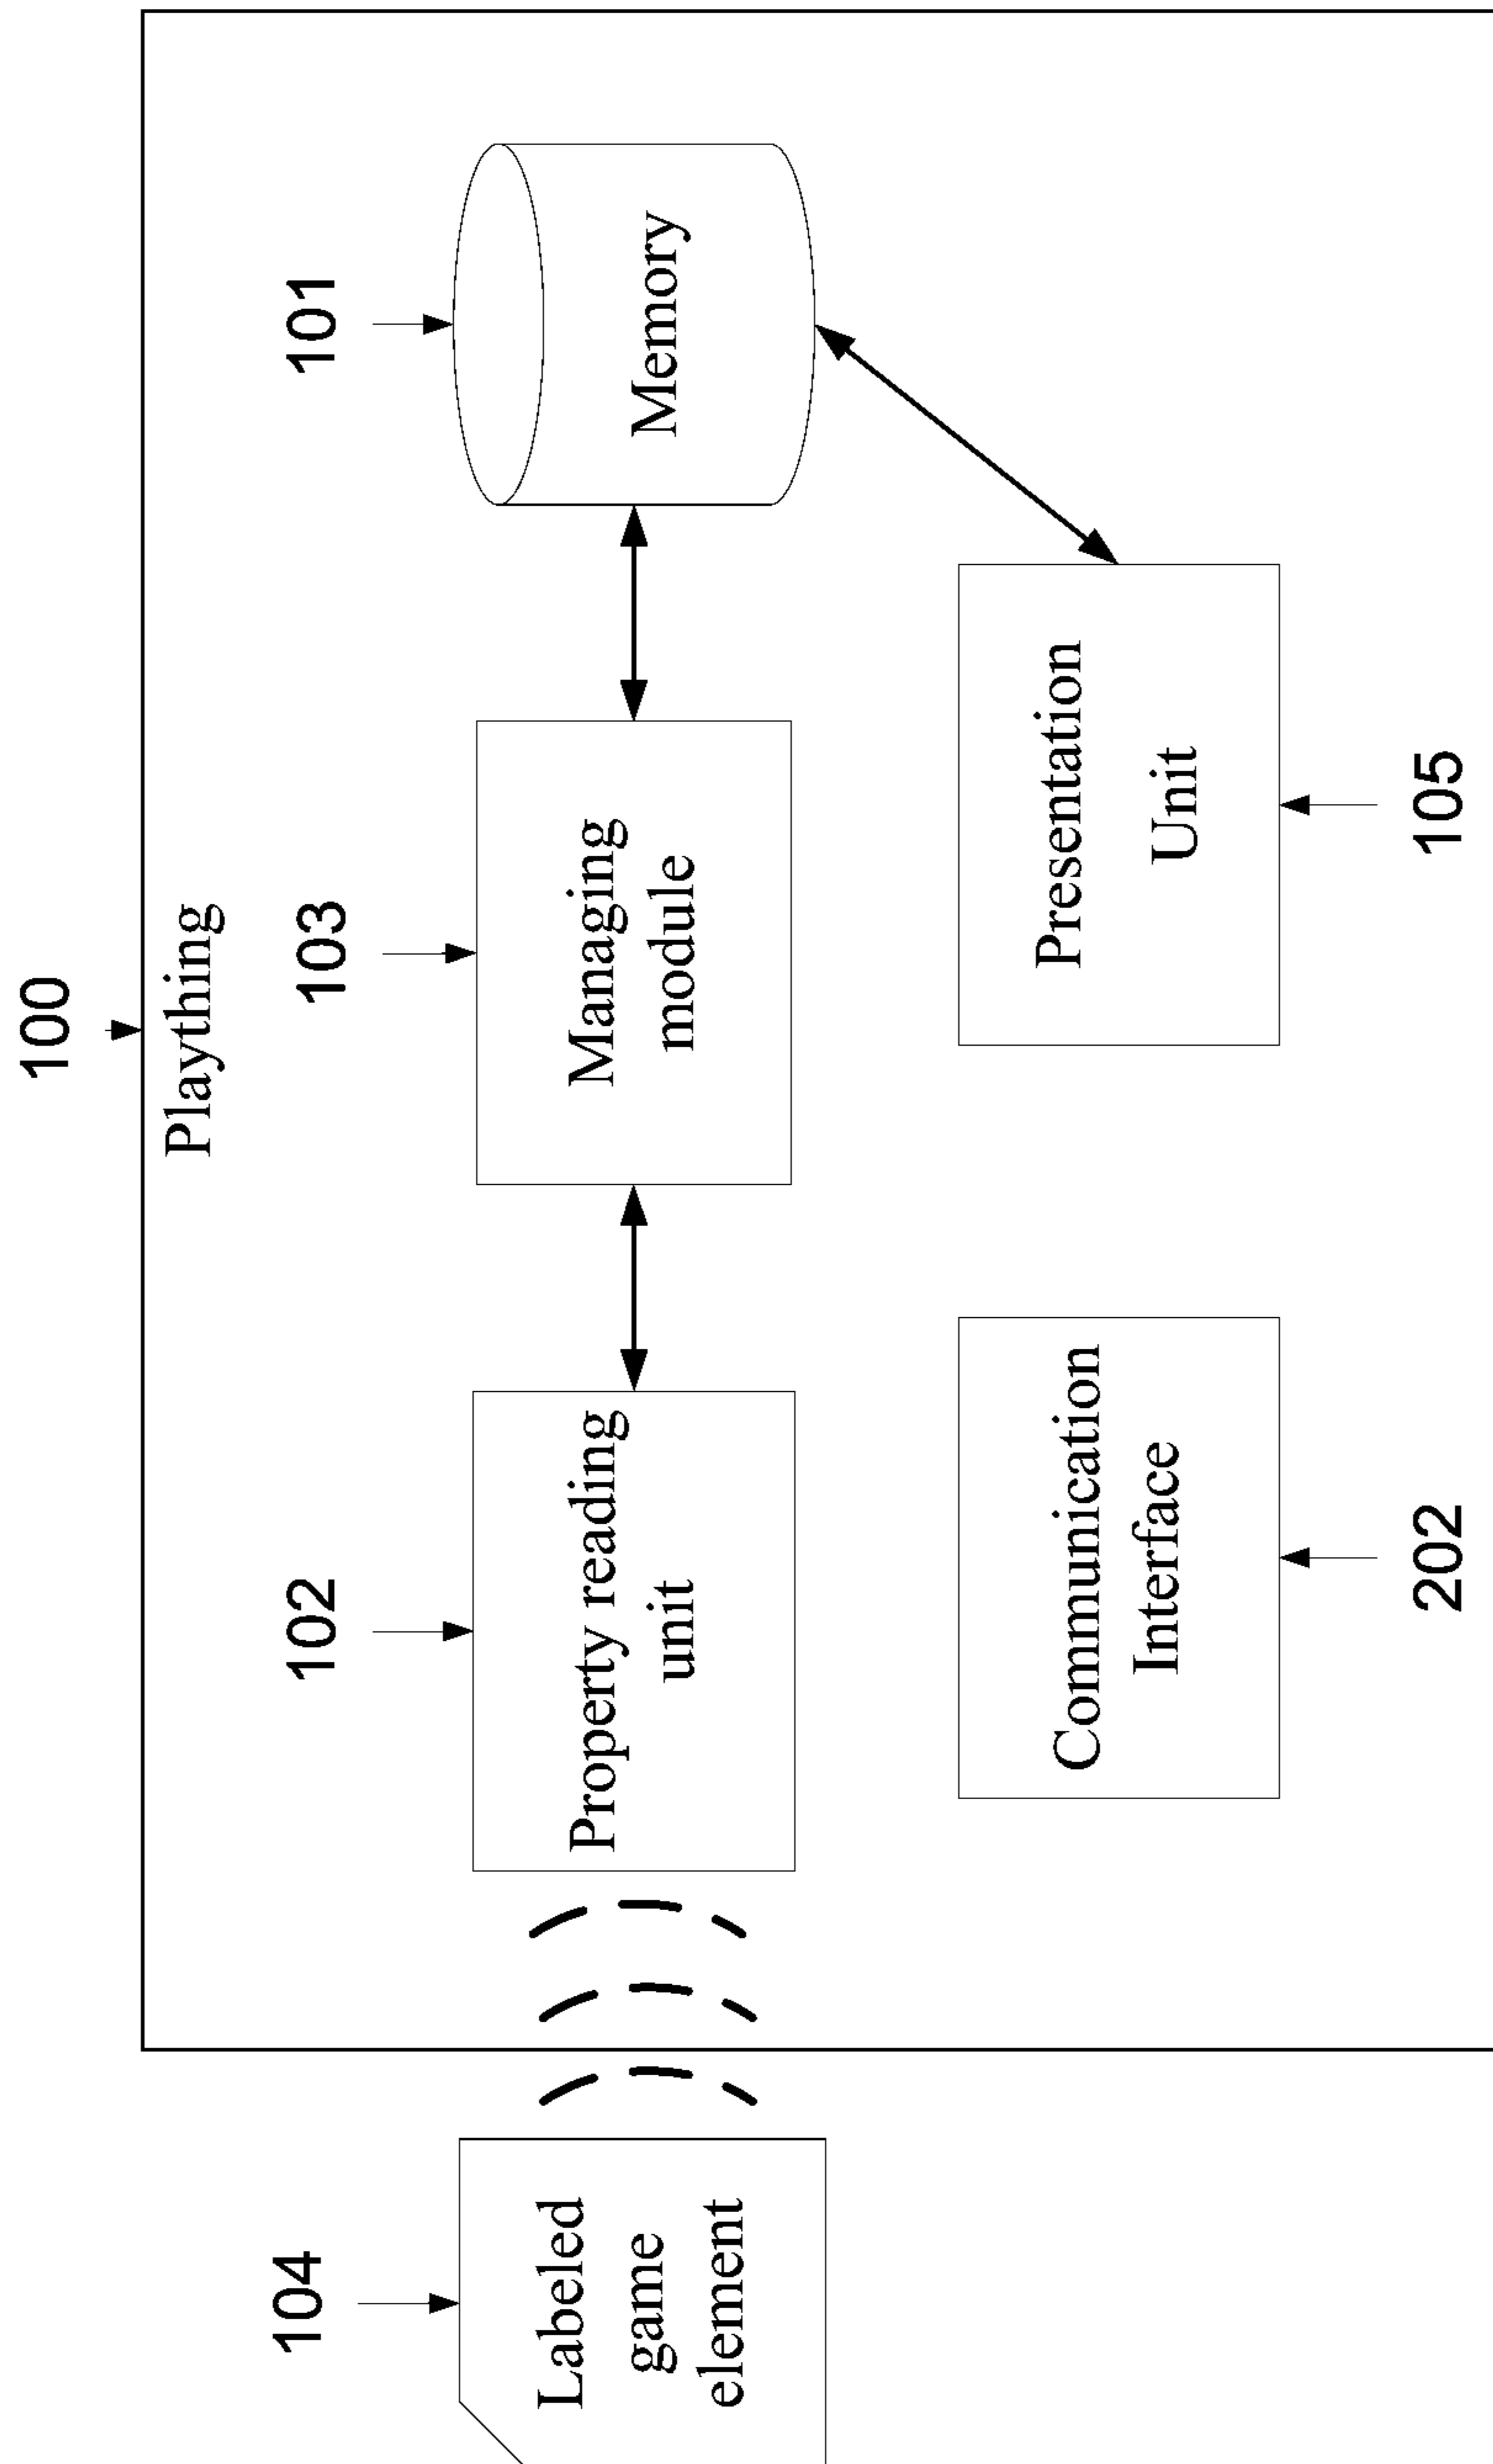 100
Plaything
104
102
103
101
Labeled
game
element
Property reading
unit
Managing
module
Memory
Communication
Interface
Presentation
Unit
202
105